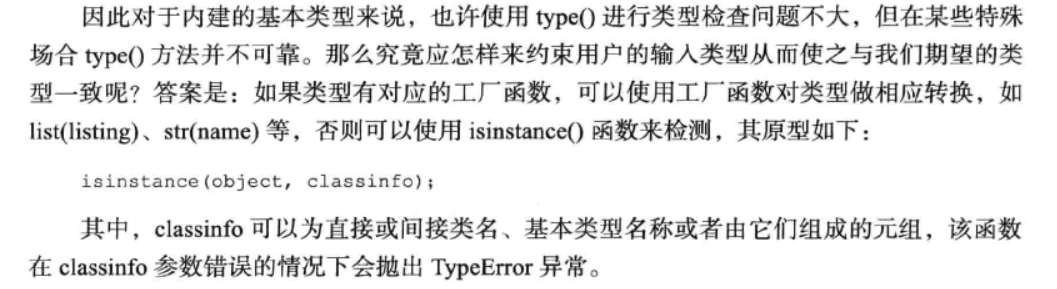 因此对于内建的基本类型来说，也许使用 type() 进行类型检查问题不大，但在某些特殊
场合 type() 方法并不可靠。那么究竟应怎样来约束用户的输入类型从而使之与我们期望的类
型一致呢？答案是：如果类型有对应的工厂函数，可以使用工厂函数对类型做相应转换，如
list(listing)、str(name) 等，否则可以使用 isinstance() 函数来检测，其原型如下：
isinstance(object, classinfo);
其中，classinfo 可以为直接或间接类名、基本类型名称或者由它们组成的元组，该函数
在 classinfo 参数错误的情况下会抛出 TypeError 异常。